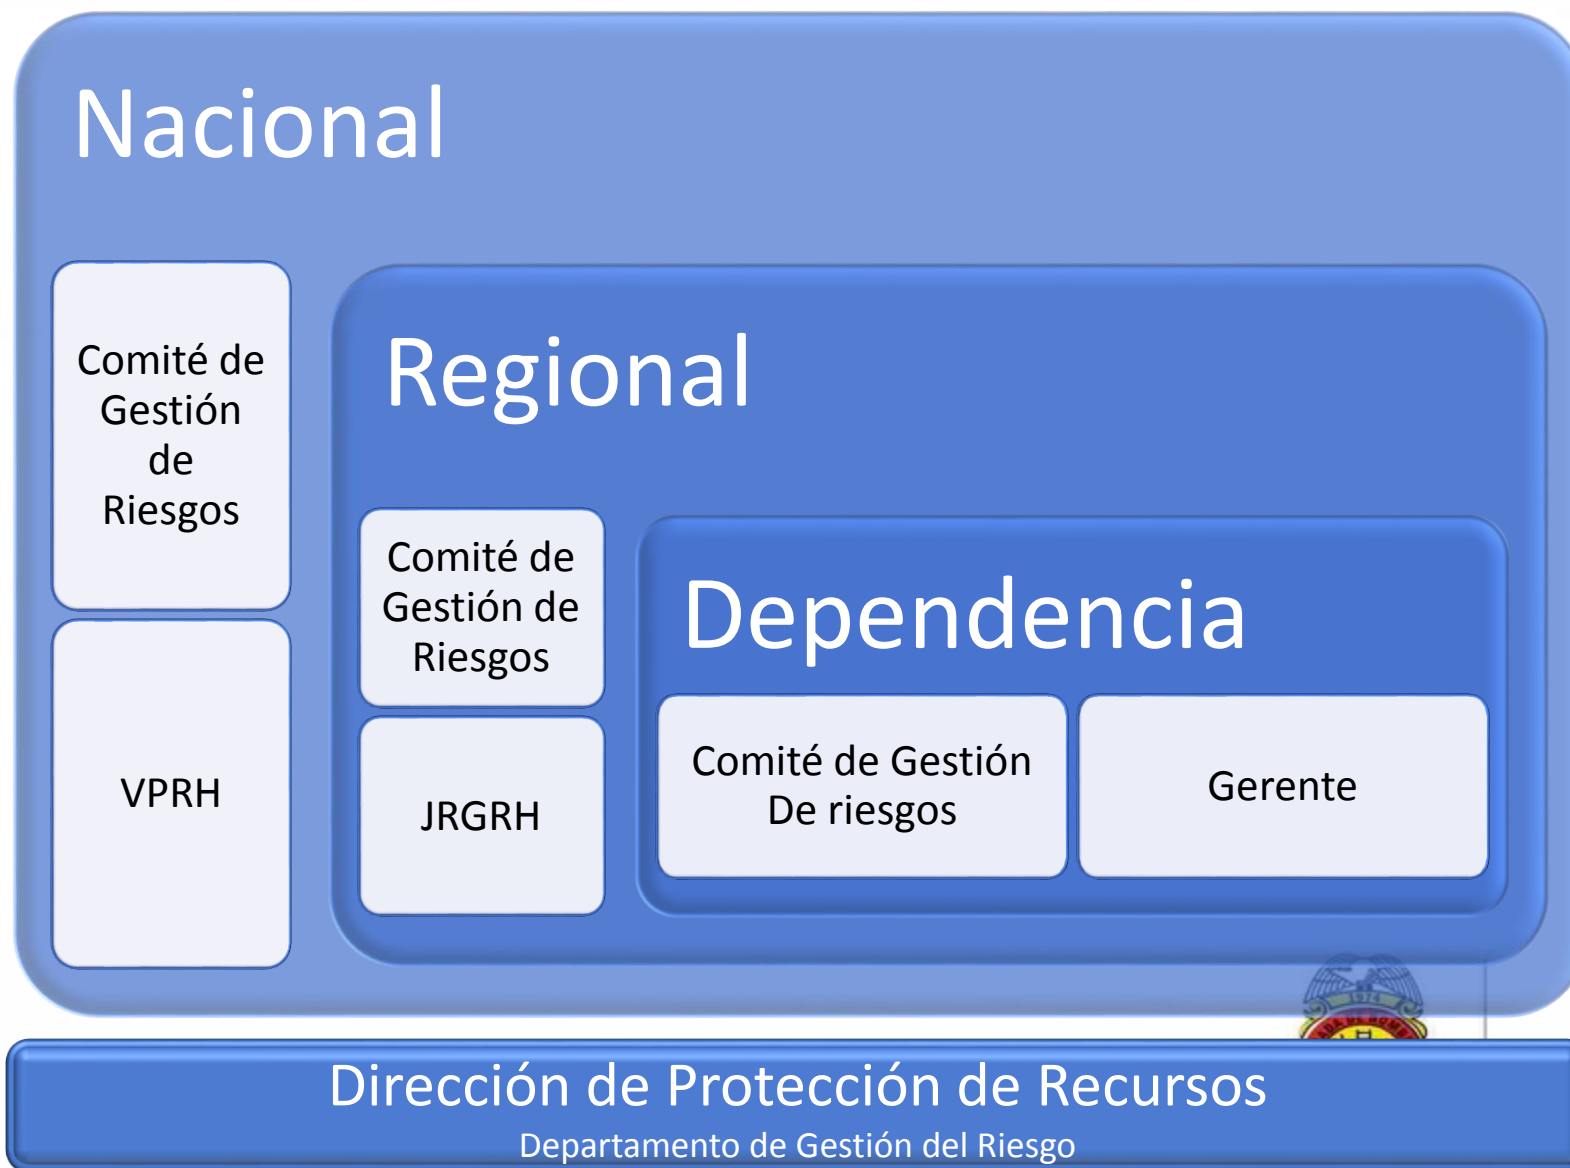 Nacional
Comité de
Gestión
de
Riesgos
VPRH
Regional
Comité de
Gestión de
Riesgos
JRGRH
Dependencia
Comité de Gestión
De riesgos
Gerente
1974
Dirección de Protección de Recursos
Departamento de Gestión del Riesgo